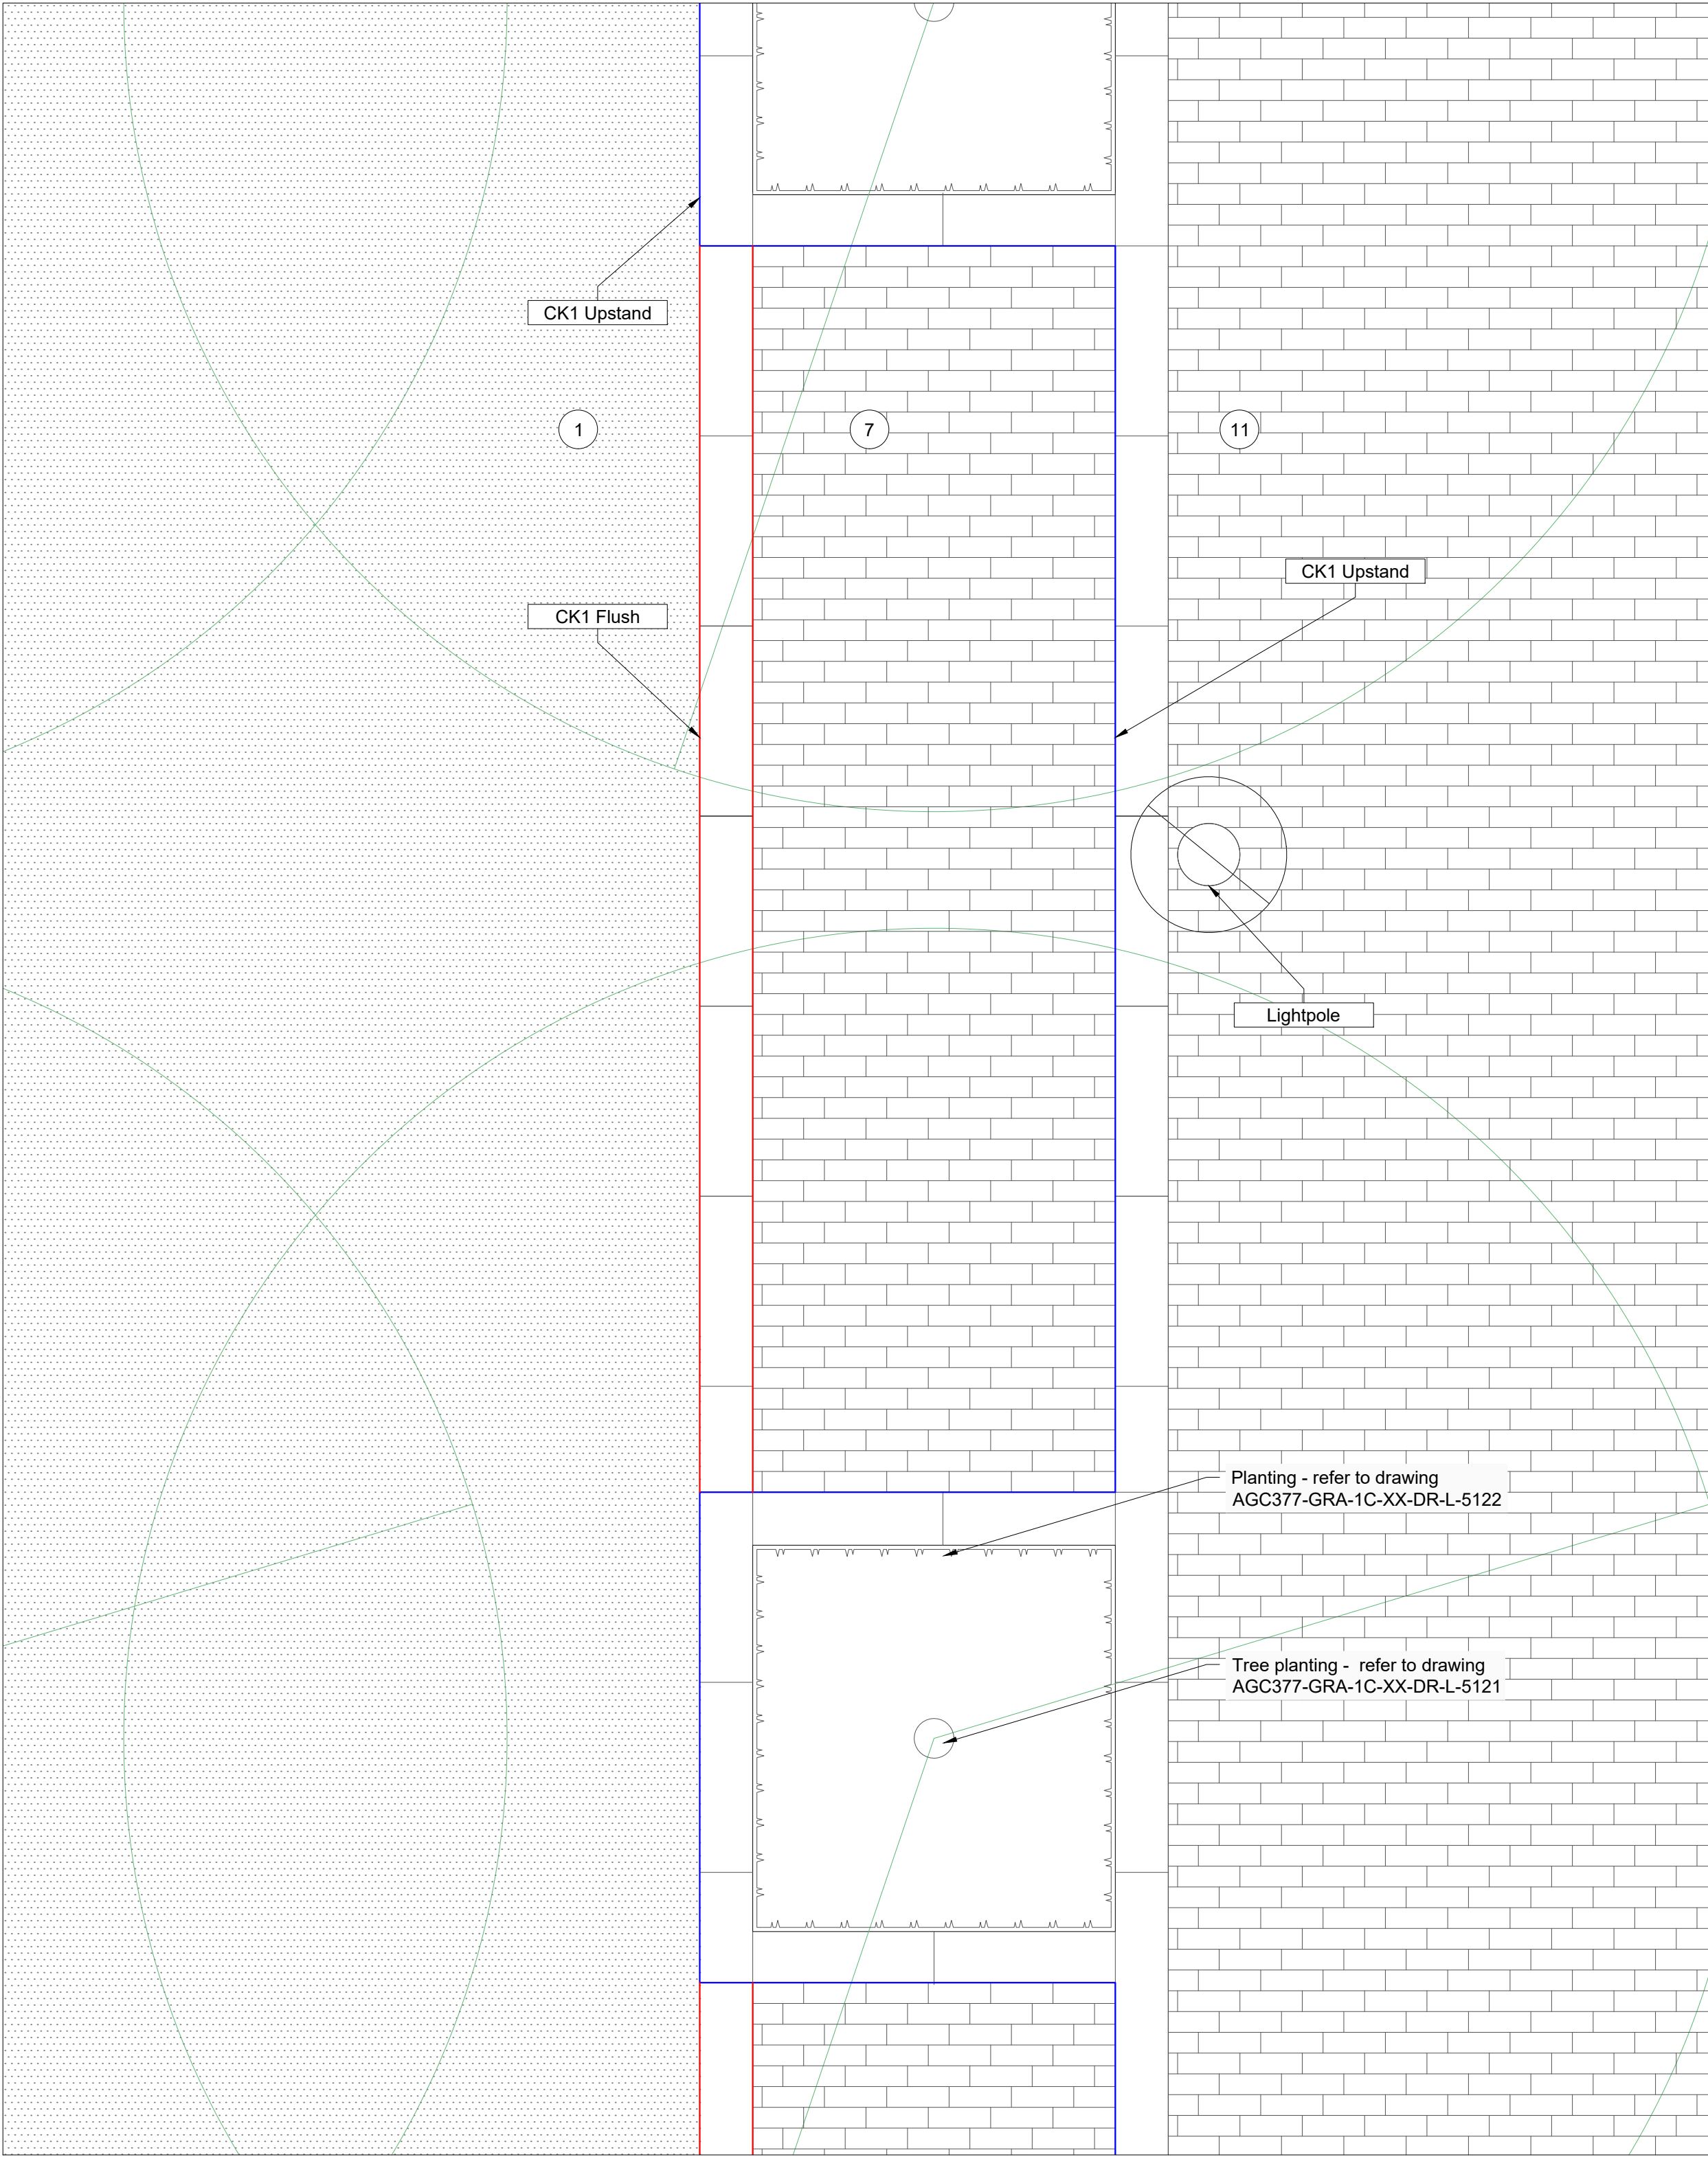 CK1 Upstand
1
7
11
CK1 Upstand
CK1 Flush
Lightpole
Planting - refer to drawing
AGC377-GRA-1C-XX-DR-L-5122
Tree planting - refer to drawing
AGC377-GRA-1C-XX-DR-L-5121